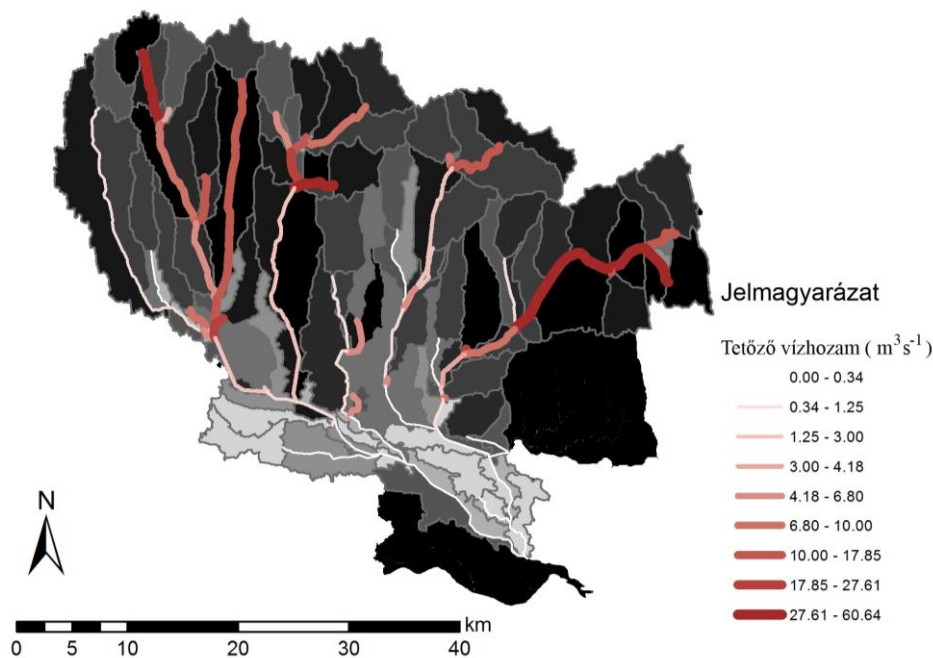 Jelmagyarázat
Tetőző vízhozam ( m³s⁻¹)
0.00 - 0.34
0.34 - 1.25
1.25 - 3.00
3.00 - 4.18
4.18 - 6.80
6.80 - 10.00
10.00 - 17.85
17.85 - 27.61
27.61 - 60.64
N
km
0 5 10 20 30 40